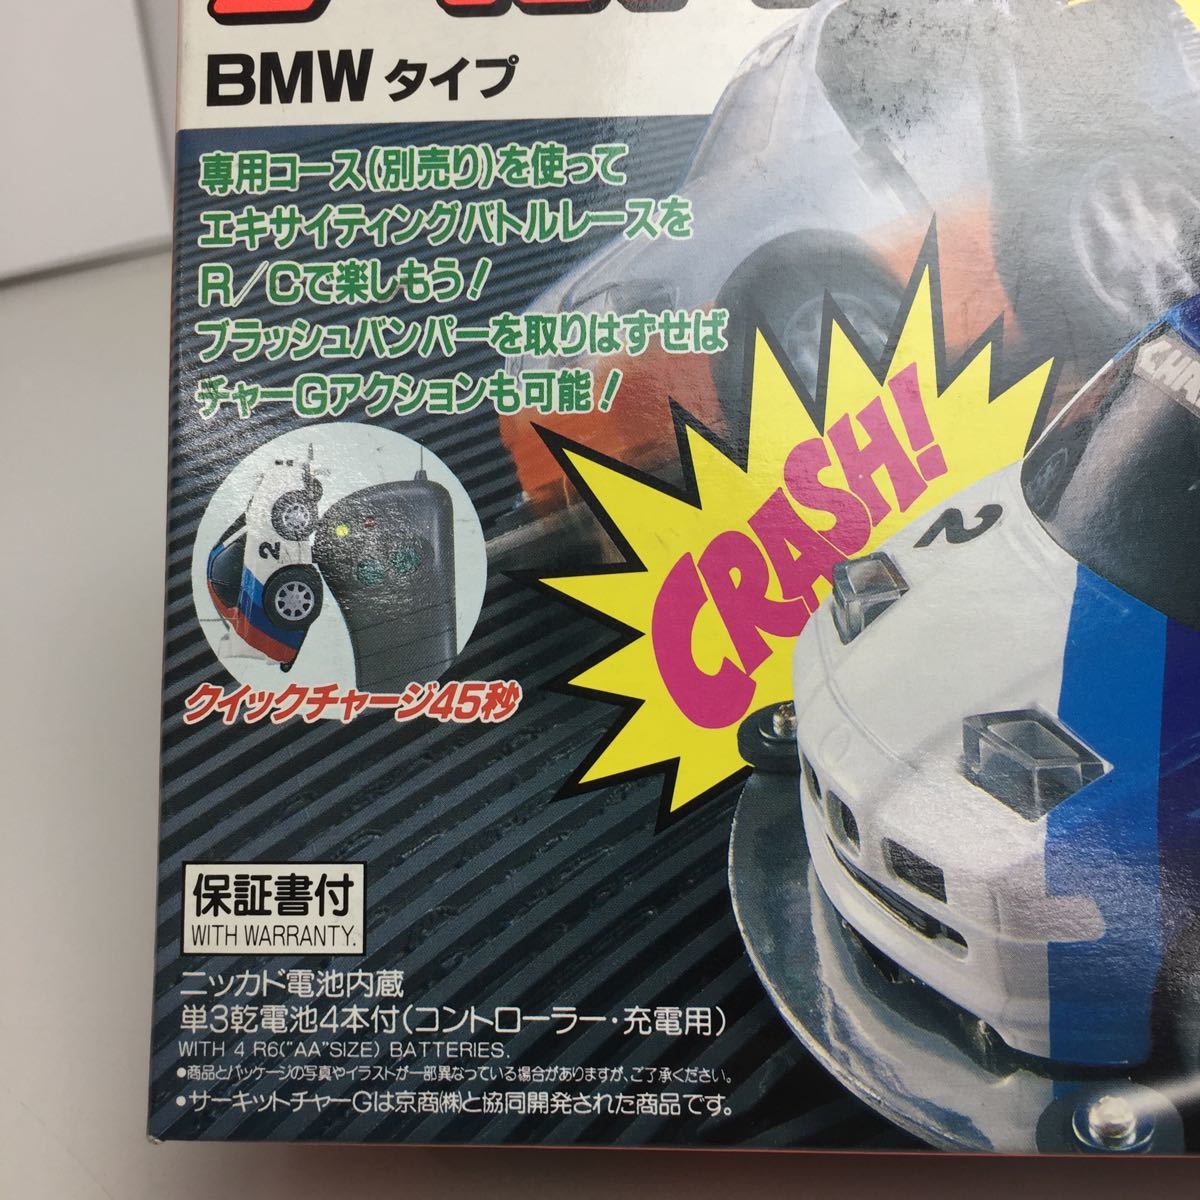 BMW タイプ
専用コース(別売り)を使って
エキサイティングバトルレースを
R/Cで楽しもう!
ブラッシュバンパーを取りはずせば
チャーGアクションも可能!
CRASH!
2
2
クイックチャージ45秒
保証書付
WITH WARRANTY.
ニッカド電池内蔵
単3乾電池4本付(コントローラー・充電用)
WITH 4 R6("AA"SIZE) BATTERIES.
●商品とパッケージの写真やイラストが一部異なっている場合がありますが、ご了承ください。
●サーキットチャーGは京商㈱と協同開発された商品です。